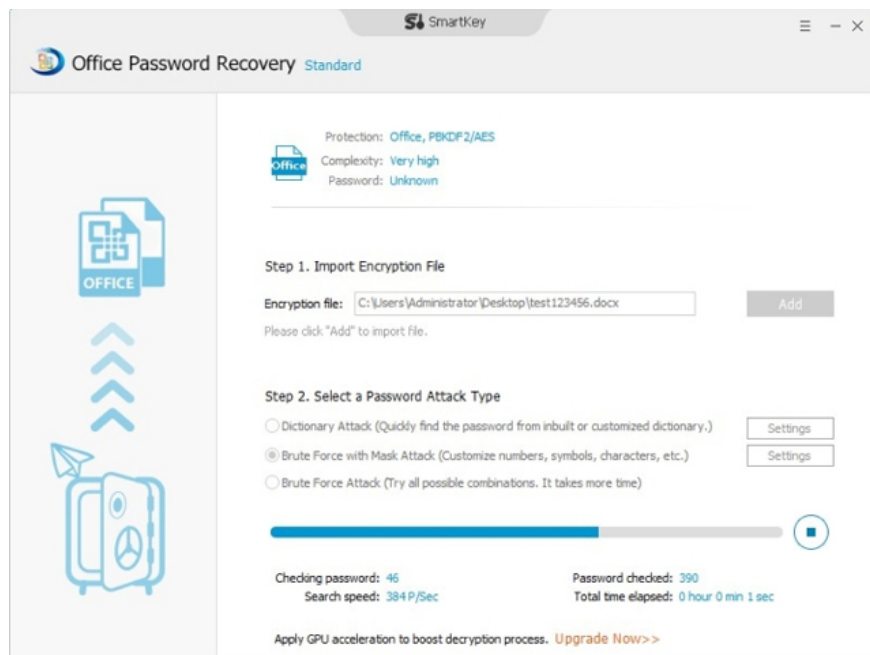 SmartKey
Office Password Recovery Standard
Protection: Office, PBKDF2/AES
Office
Complexity: Very high
Password: Unknown
OFFICE
Step 1. Import Encryption File
Encryption file: C:\Users\Administrator\Desktop\test123456.docx Add
Please click "Add" to import file.
Step 2. Select a Password Attack Type
Dictionary Attack (Quickly find the password from inbuilt or customized dictionary.) Settings
Brute Force with Mask Attack (Customize numbers, symbols, characters, etc.) Settings
Brute Force Attack (Try all possible combinations. It takes more time)
Checking password: 46 Password checked: 390
Search speed: 384 P/Sec Total time elapsed: 0 hour 0 min 1 sec
Apply GPU acceleration to boost decryption process. Upgrade Now>>